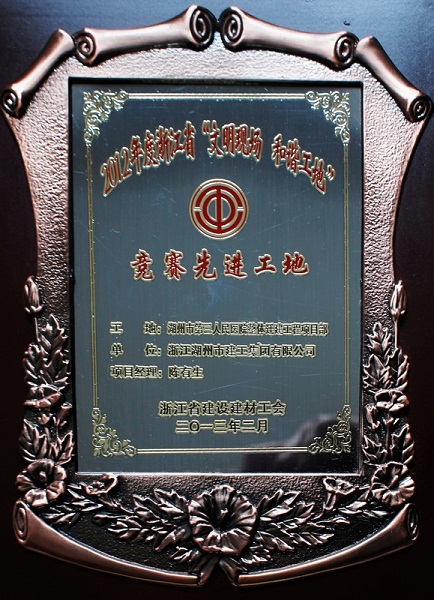 2012年度浙江省“文明现场 和谐工地”
竞赛先进工地
工 地：湖州市第三人民医院整体迁建工程项目部
单 位：浙江湖州市建工集团有限公司
项目经理：陈有生
浙江省建设建材工会
二〇一三年二月